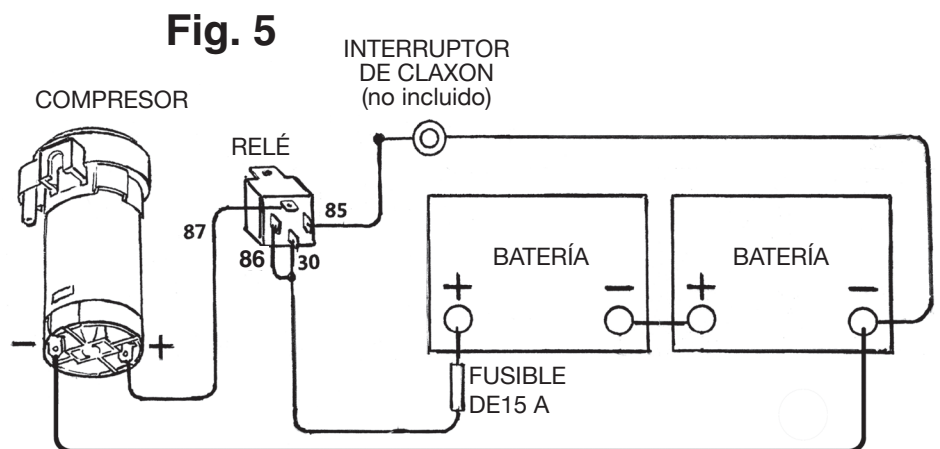 Fig. 5
INTERRUPTOR
DE CLAXON
(no incluido)
COMPRESOR
RELÉ
85
87
86
30
BATERÍA
BATERÍA
+
−
+
−
−
+
FUSIBLE
DE15 A